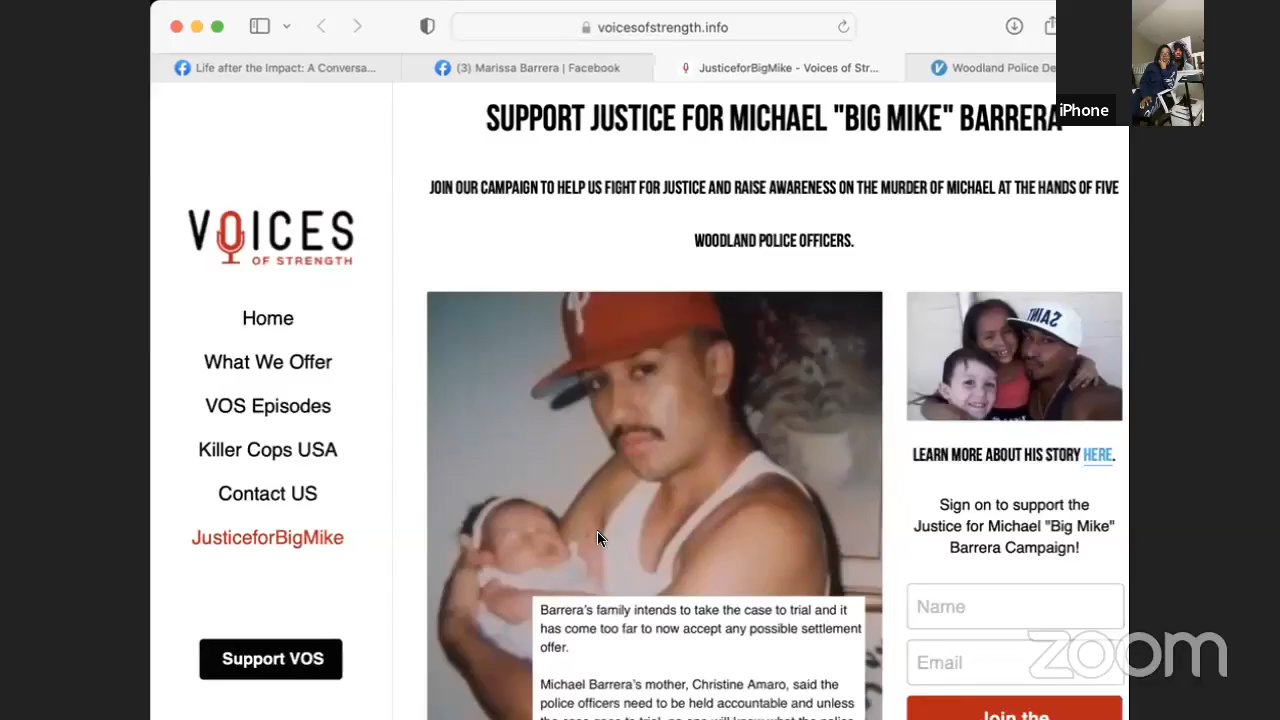 voicesofstrength.info
Life after the Impact: A Conversa...
(3) Marissa Barrera | Facebook
JusticeforBigMike - Voices of Str...
Woodland Police De
iPhone
SUPPORT JUSTICE FOR MICHAEL "BIG MIKE" BARRERA
JOIN OUR CAMPAIGN TO HELP US FIGHT FOR JUSTICE AND RAISE AWARENESS ON THE MURDER OF MICHAEL AT THE HANDS OF FIVE
WOODLAND POLICE OFFICERS.
VOICES
OF STRENGTH
Home
What We Offer
VOS Episodes
Killer Cops USA
Contact US
JusticeforBigMike
Support VOS
P
SAINT
Barrera's family intends to take the case to trial and it
has come too far to now accept any possible settlement
offer.
Michael Barrera's mother, Christine Amaro, said the
police officers need to be held accountable and unless
LEARN MORE ABOUT HIS STORY HERE.
Sign on to support the
Justice for Michael "Big Mike"
Barrera Campaign!
Name
Email
Join the
zoom